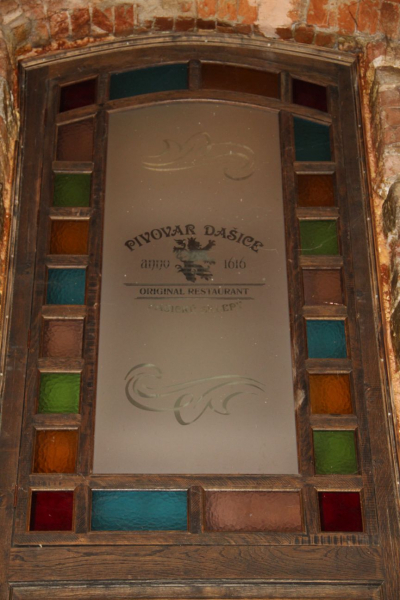 PIVOVAR DAŠICE
anno 1616
ORIGINAL RESTAURANT